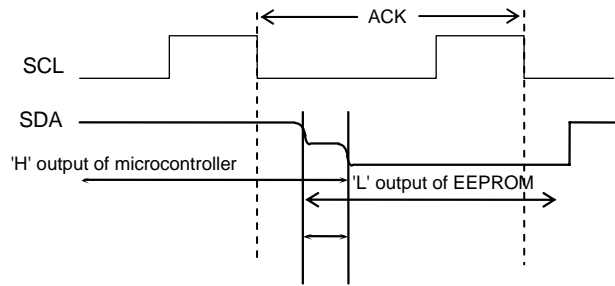 ACK
SCL
SDA
'H' output of microcontroller
'L' output of EEPROM